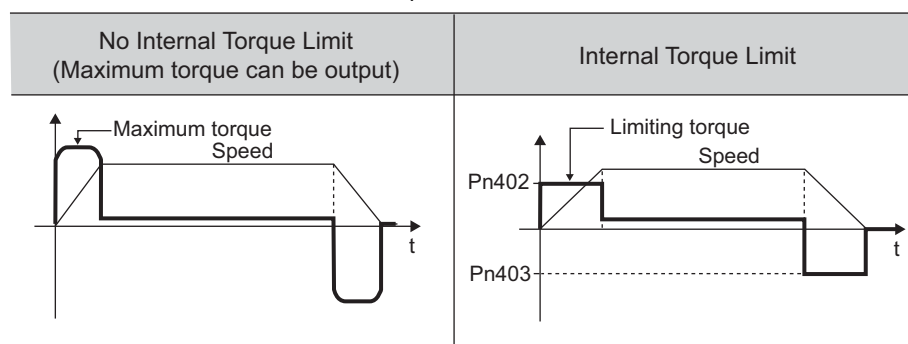 No Internal Torque Limit
(Maximum torque can be output)
Internal Torque Limit
Maximum torque
Speed
t
Limiting torque
Speed
Pn402
t
Pn403